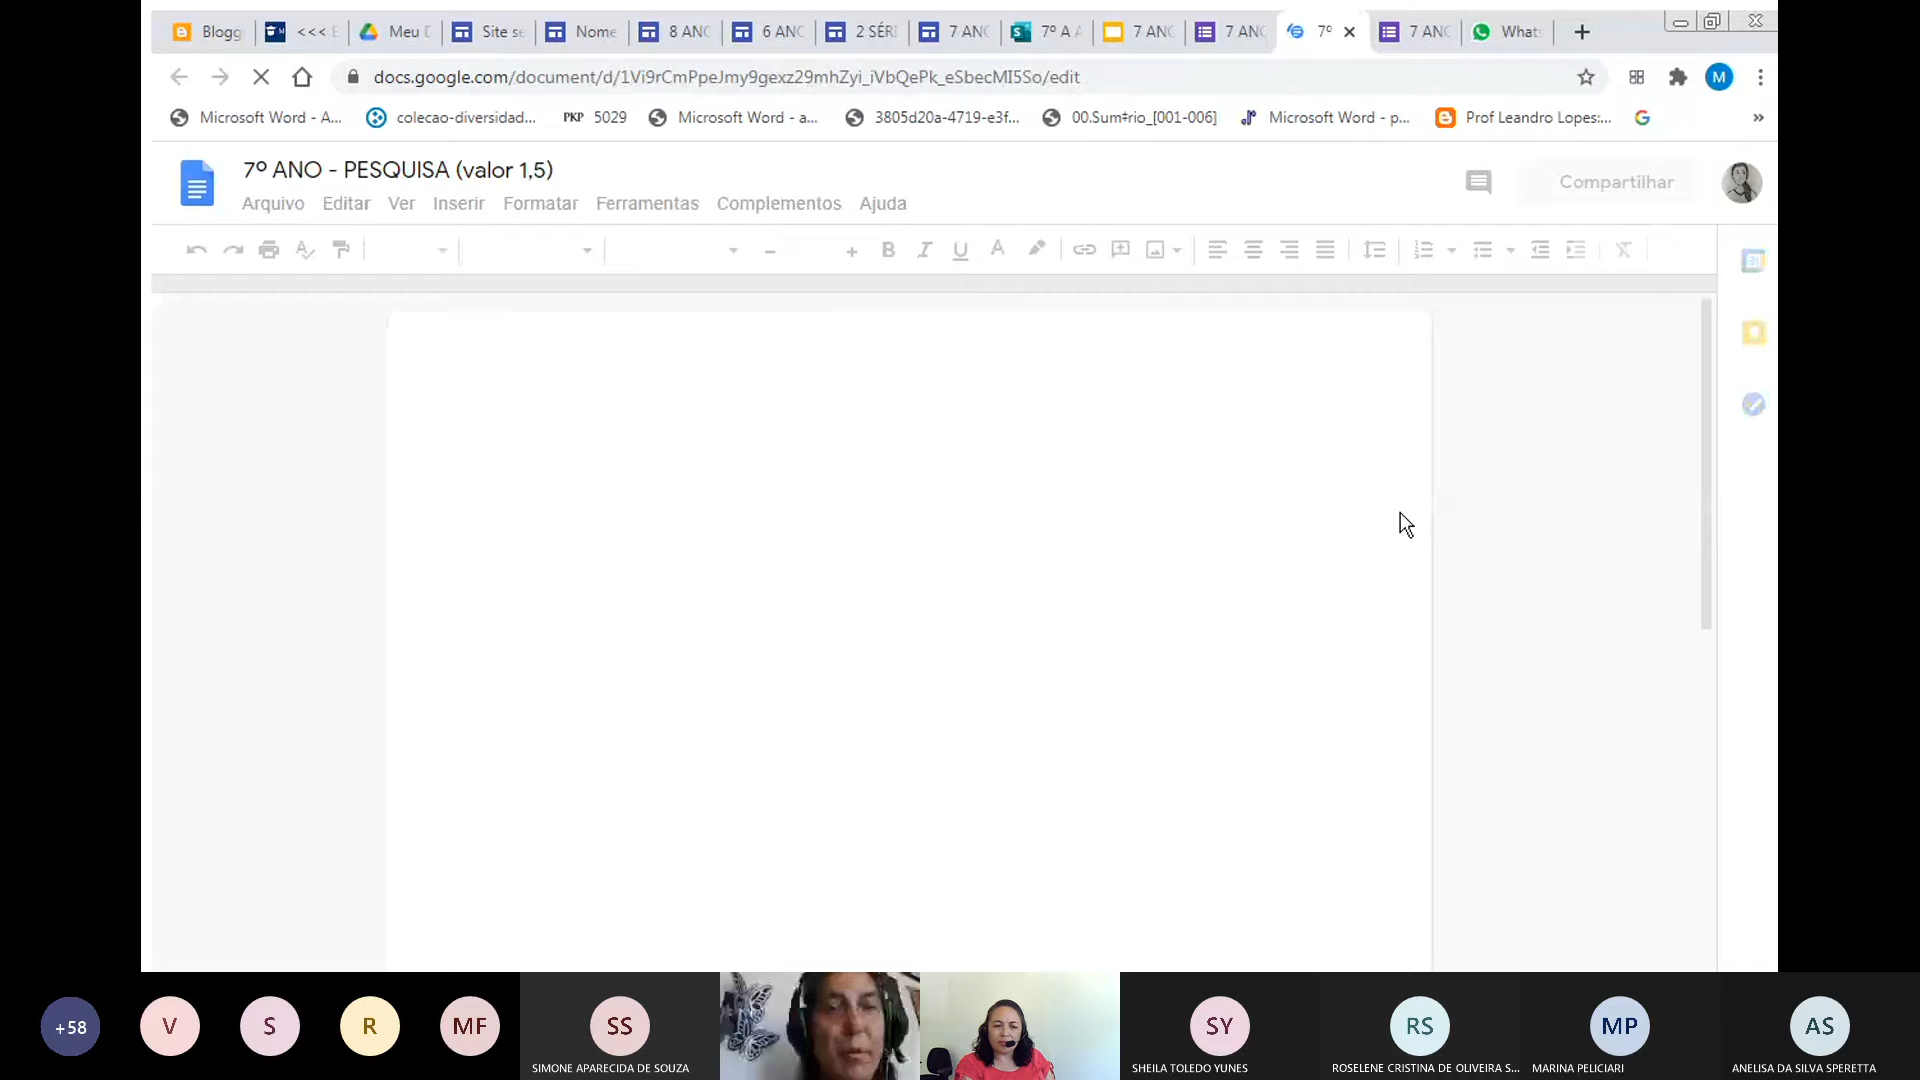 Blogg
<<< E
Meu D
Site se
Nome
8 ANO
6 ANO
2 SÉRI
7 ANO
7º A A
7 ANO
7 ANO
7º
7 ANO
What
docs.google.com/document/d/1Vi9rCmPpeJmy9gexz29mhZyi_iVbQePk_eSbecMI5So/edit
M
Microsoft Word - A...
colecao-diversidad...
PKP 5029
Microsoft Word - a...
3805d20a-4719-e3f...
00.Sum‡rio_[001-006]
Microsoft Word - p...
Prof Leandro Lopes:...
»
7º ANO - PESQUISA (valor 1,5)
Compartilhar
Arquivo Editar Ver Inserir Formatar Ferramentas Complementos Ajuda
+58
V
S
R
MF
SS
SY
RS
MP
AS
SIMONE APARECIDA DE SOUZA
SHEILA TOLEDO YUNES
ROSELENE CRISTINA DE OLIVEIRA S...
MARINA PELICIARI
ANELISA DA SILVA SPERETTA